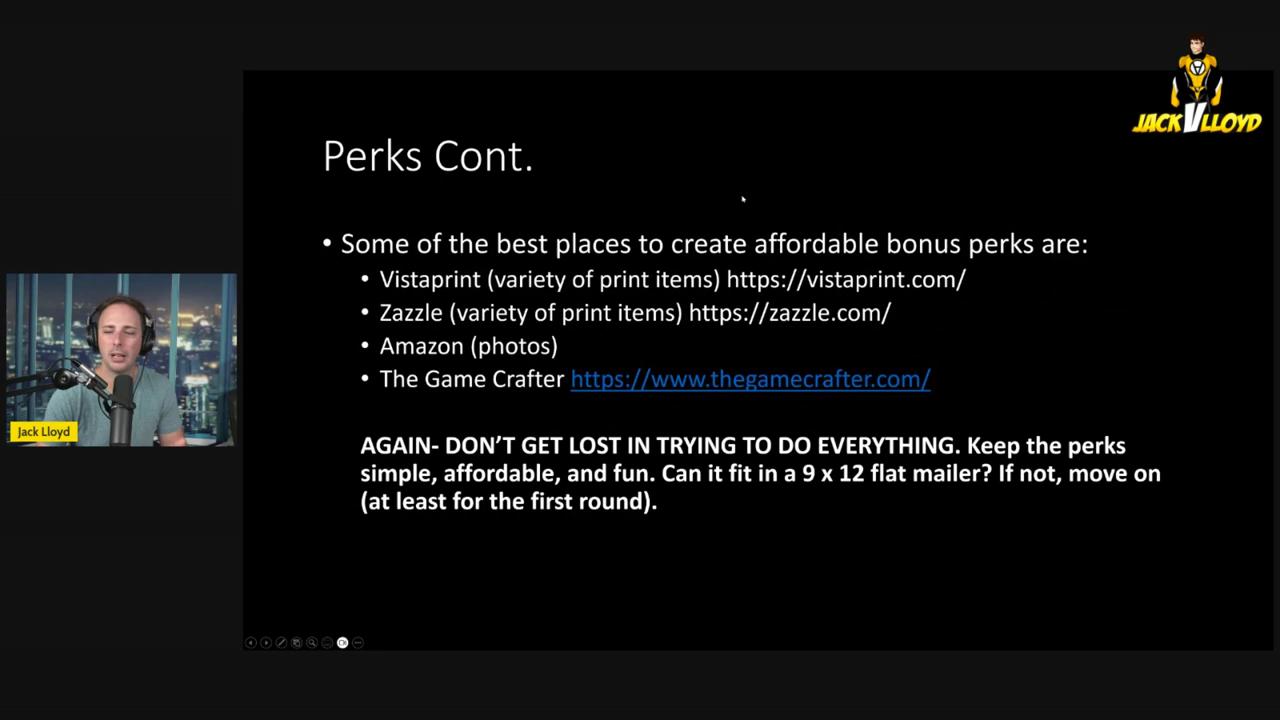 JACK V LLOYD
Perks Cont.
• Some of the best places to create affordable bonus perks are:
• Vistaprint (variety of print items) https://vistaprint.com/
• Zazzle (variety of print items) https://zazzle.com/
• Amazon (photos)
• The Game Crafter https://www.thegamecrafter.com/
AGAIN- DON’T GET LOST IN TRYING TO DO EVERYTHING. Keep the perks
simple, affordable, and fun. Can it fit in a 9 x 12 flat mailer? If not, move on
(at least for the first round).
Jack Lloyd